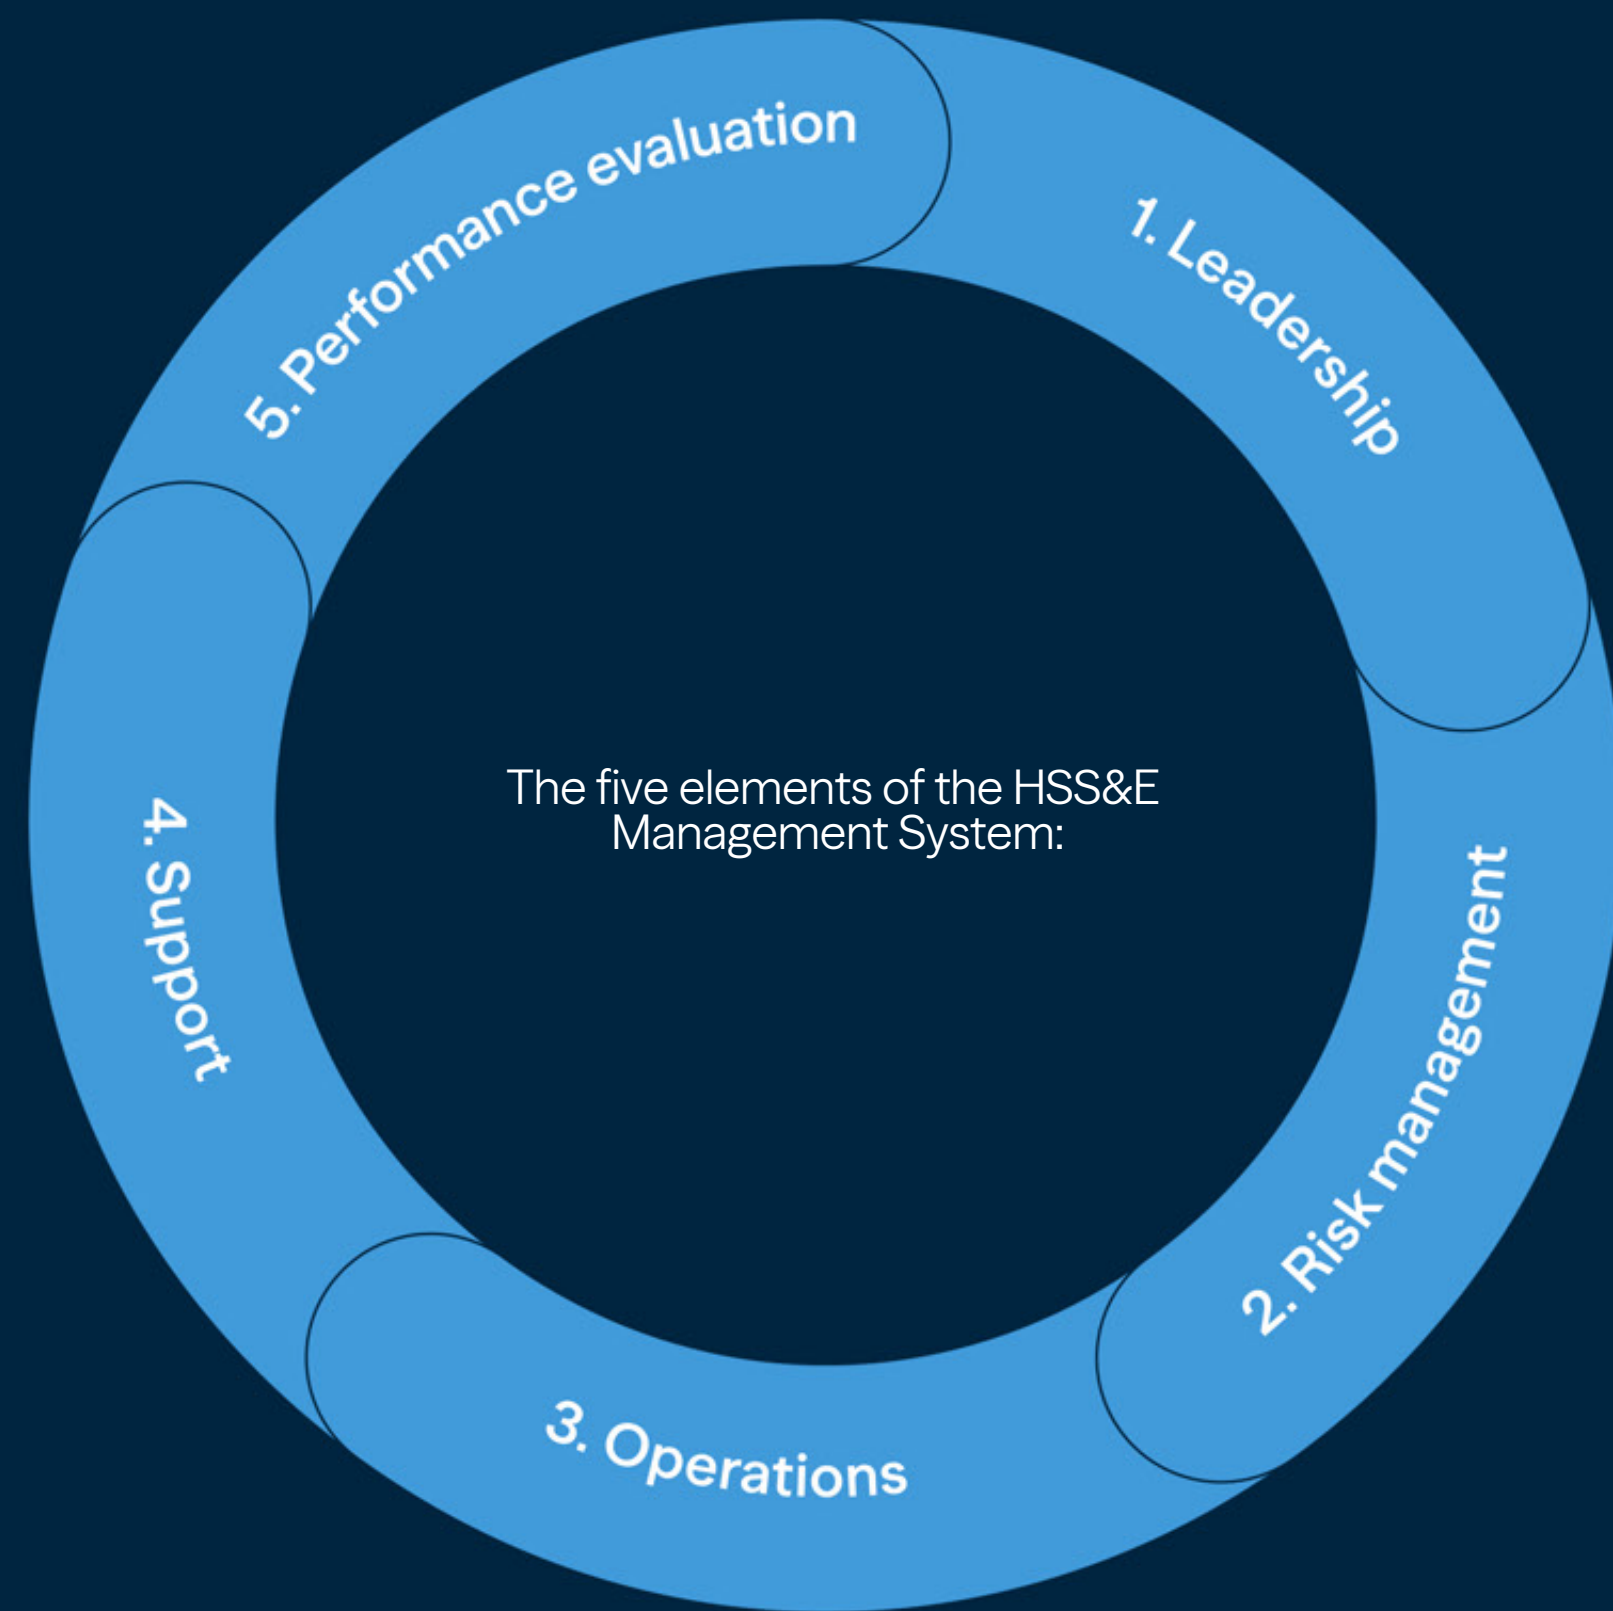 The five elements of the HSS&E
Management System:
1. Leadership
2. Risk management
3. Operations
4. Support
5. Performance evaluation